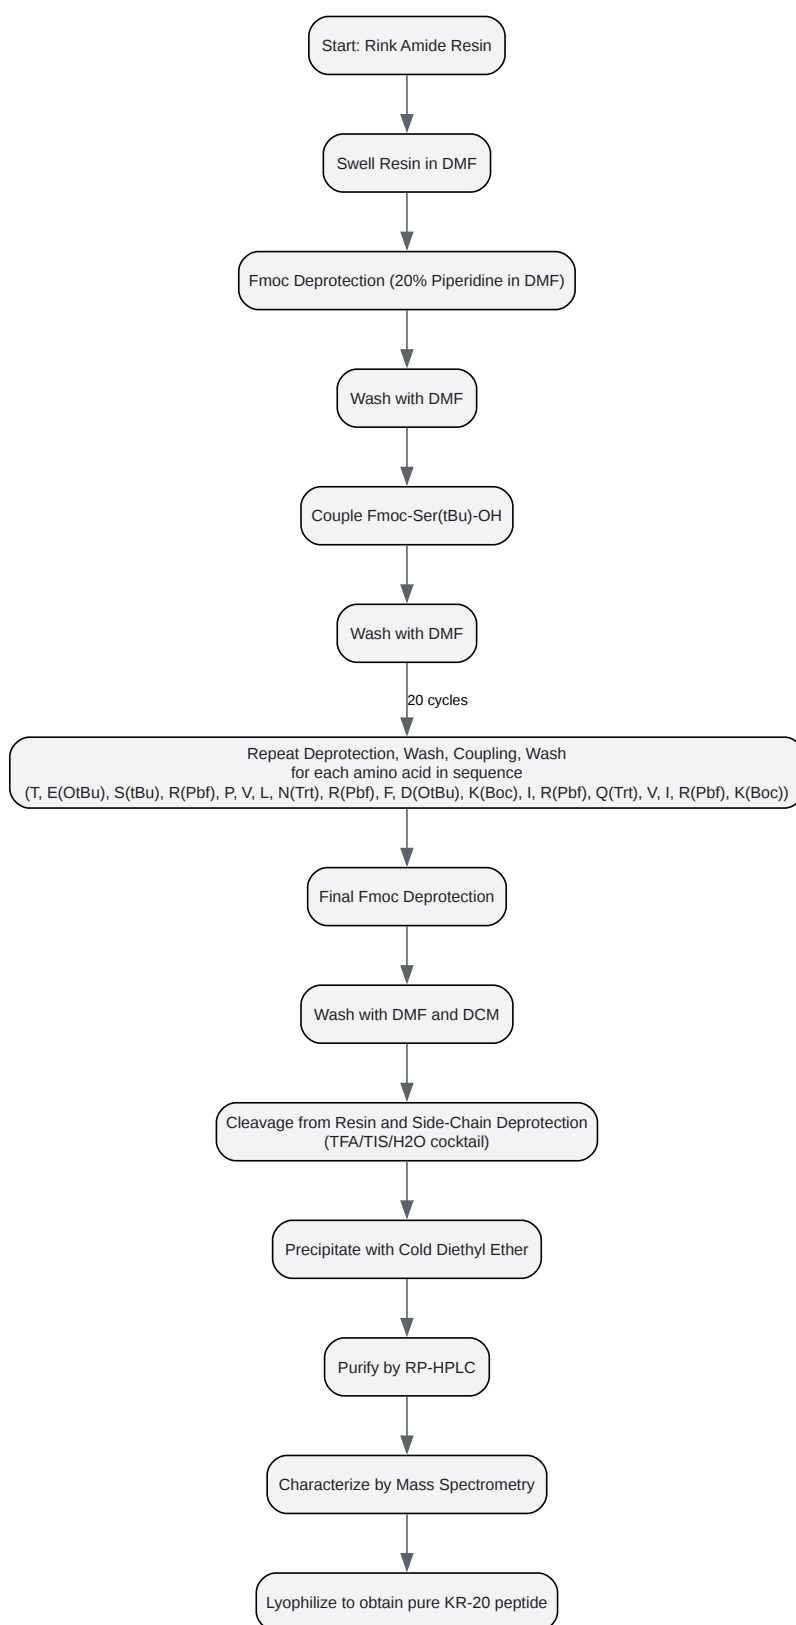 Start: Rink Amide Resin
Swell Resin in DMF
Fmoc Deprotection (20% Piperidine in DMF)
Wash with DMF
Couple Fmoc-Ser(tBu)-OH
Wash with DMF
20 cycles
Repeat Deprotection, Wash, Coupling, Wash
for each amino acid in sequence
(T, E(OtBu), S(tBu), R(Pbf), P, V, L, N(Trt), R(Pbf), F, D(OtBu), K(Boc), I, R(Pbf), Q(Trt), V, I, R(Pbf), K(Boc))
Final Fmoc Deprotection
Wash with DMF and DCM
Cleavage from Resin and Side-Chain Deprotection
(TFA/TIS/H2O cocktail)
Precipitate with Cold Diethyl Ether
Purify by RP-HPLC
Characterize by Mass Spectrometry
Lyophilize to obtain pure KR-20 peptide